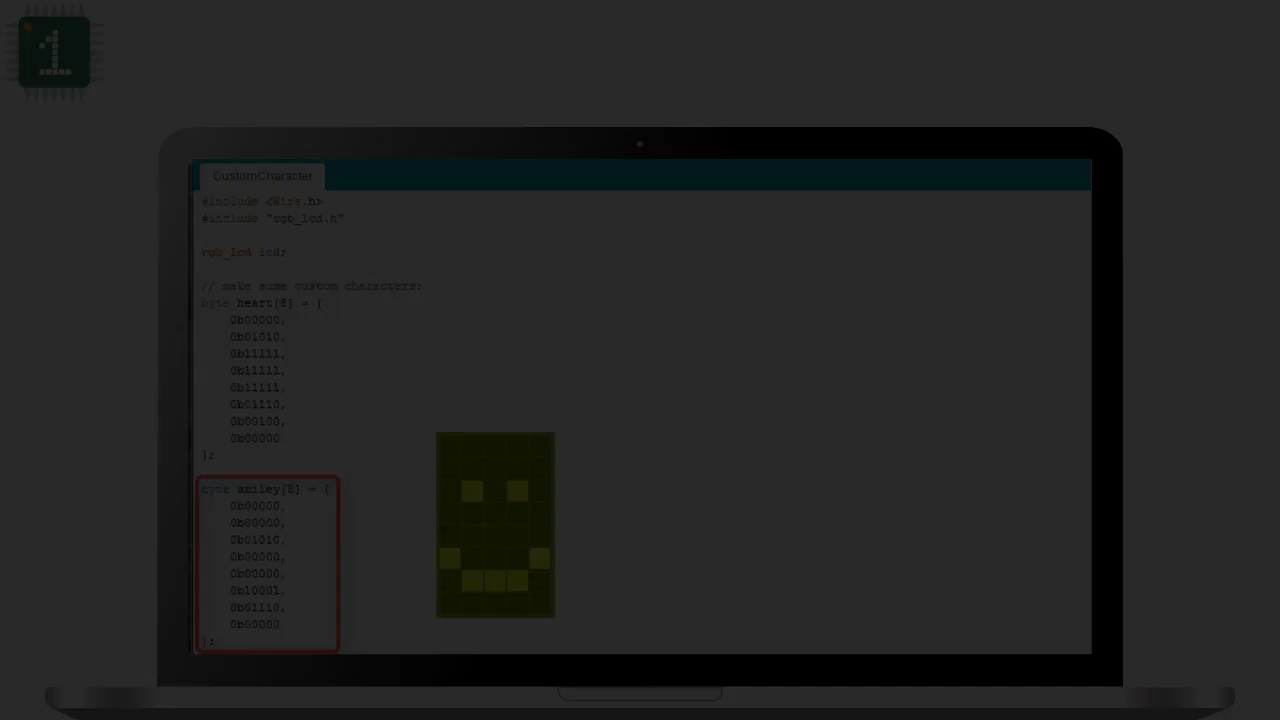 1
CustomCharacter
#include <Wire.h>
#include "rgb_lcd.h"
rgb_lcd lcd;
// make some custom characters:
byte heart[8] = {
0b00000,
0b01010,
0b11111,
0b11111,
0b11111,
0b01110,
0b00100,
0b00000
};
byte smiley[8] = {
0b00000,
0b00000,
0b01010,
0b00000,
0b00000,
0b10001,
0b01110,
0b00000
};